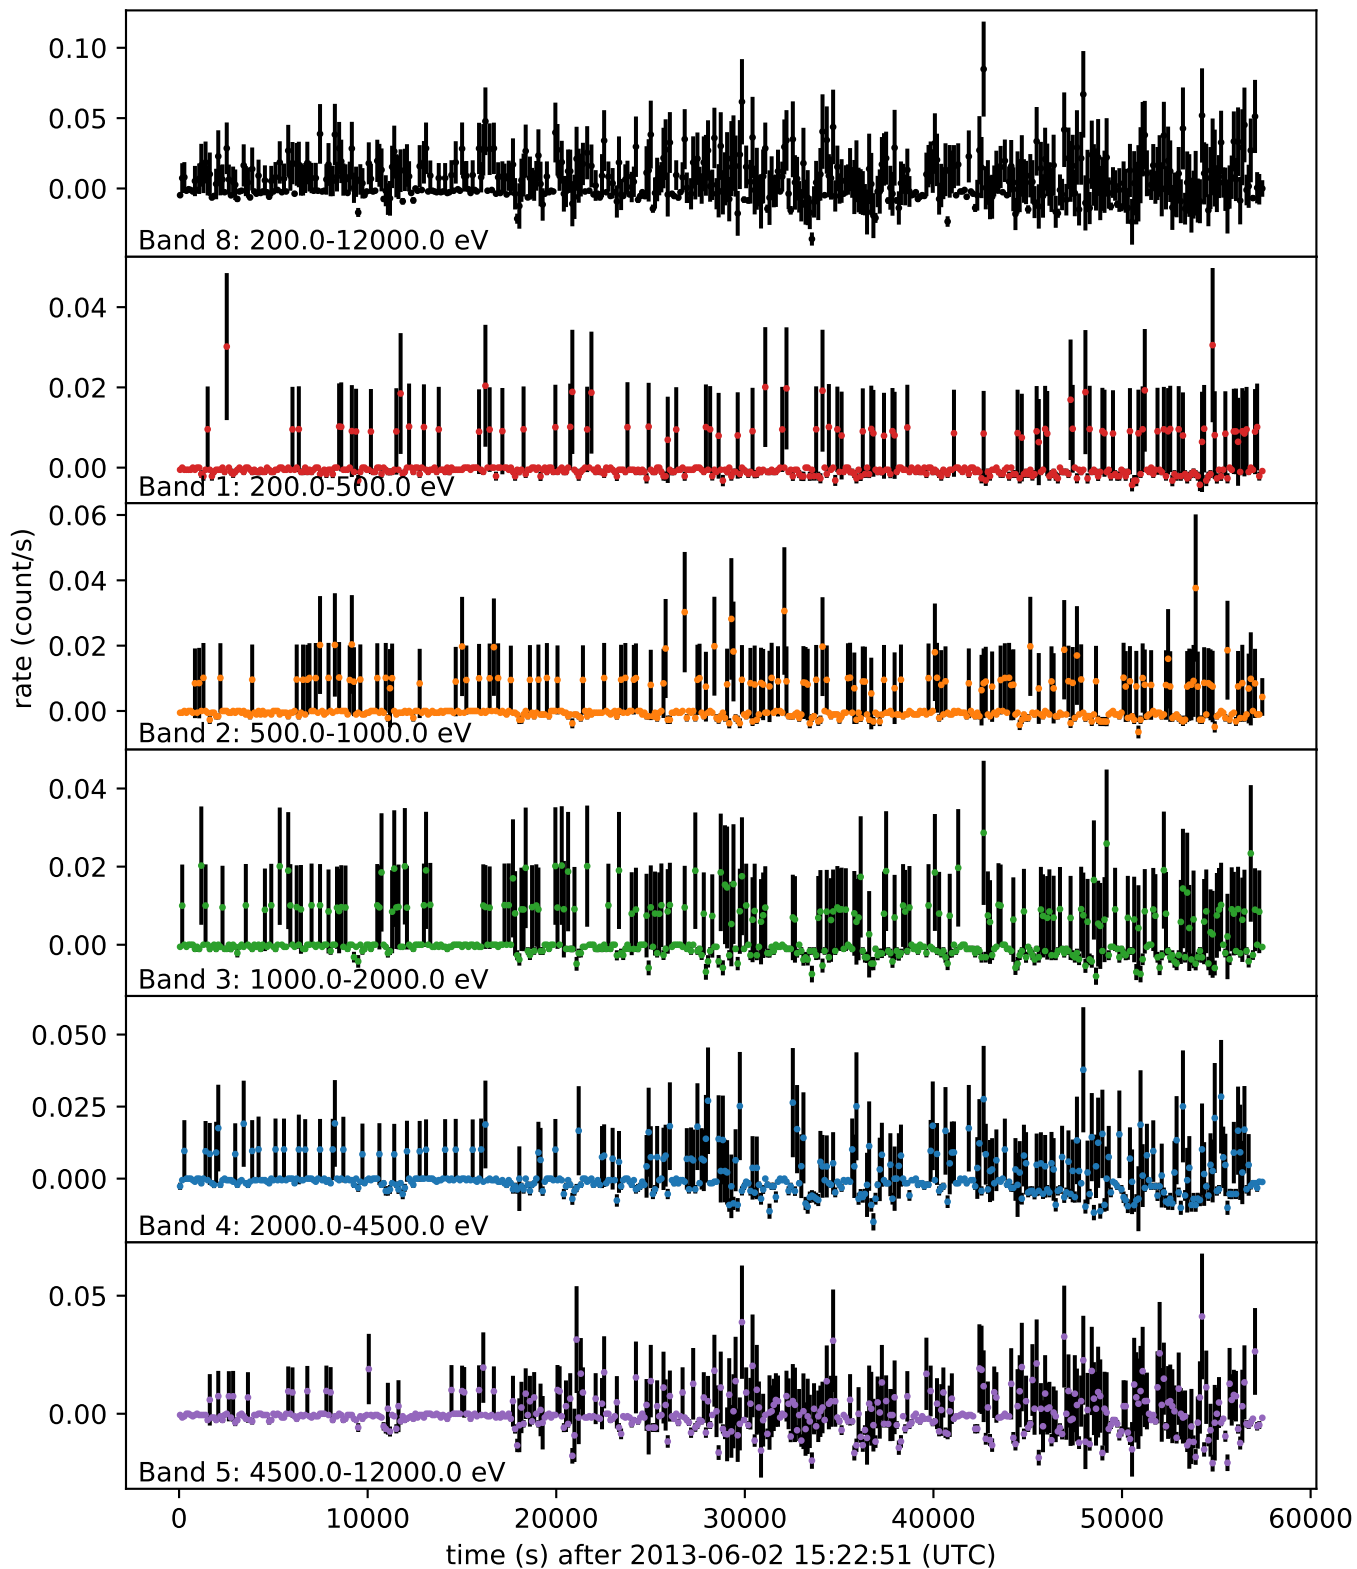 0.10
0.05
0.00
Band 8: 200.0-12000.0 eV
0.04
0.02
0.00
Band 1: 200.0-500.0 eV
rate (count/s)
0.06
0.04
0.02
0.00
Band 2: 500.0-1000.0 eV
0.04
0.02
0.00
Band 3: 1000.0-2000.0 eV
0.050
0.025
0.000
Band 4: 2000.0-4500.0 eV
0.05
0.00
Band 5: 4500.0-12000.0 eV
0 10000 20000 30000 40000 50000 60000
time (s) after 2013-06-02 15:22:51 (UTC)